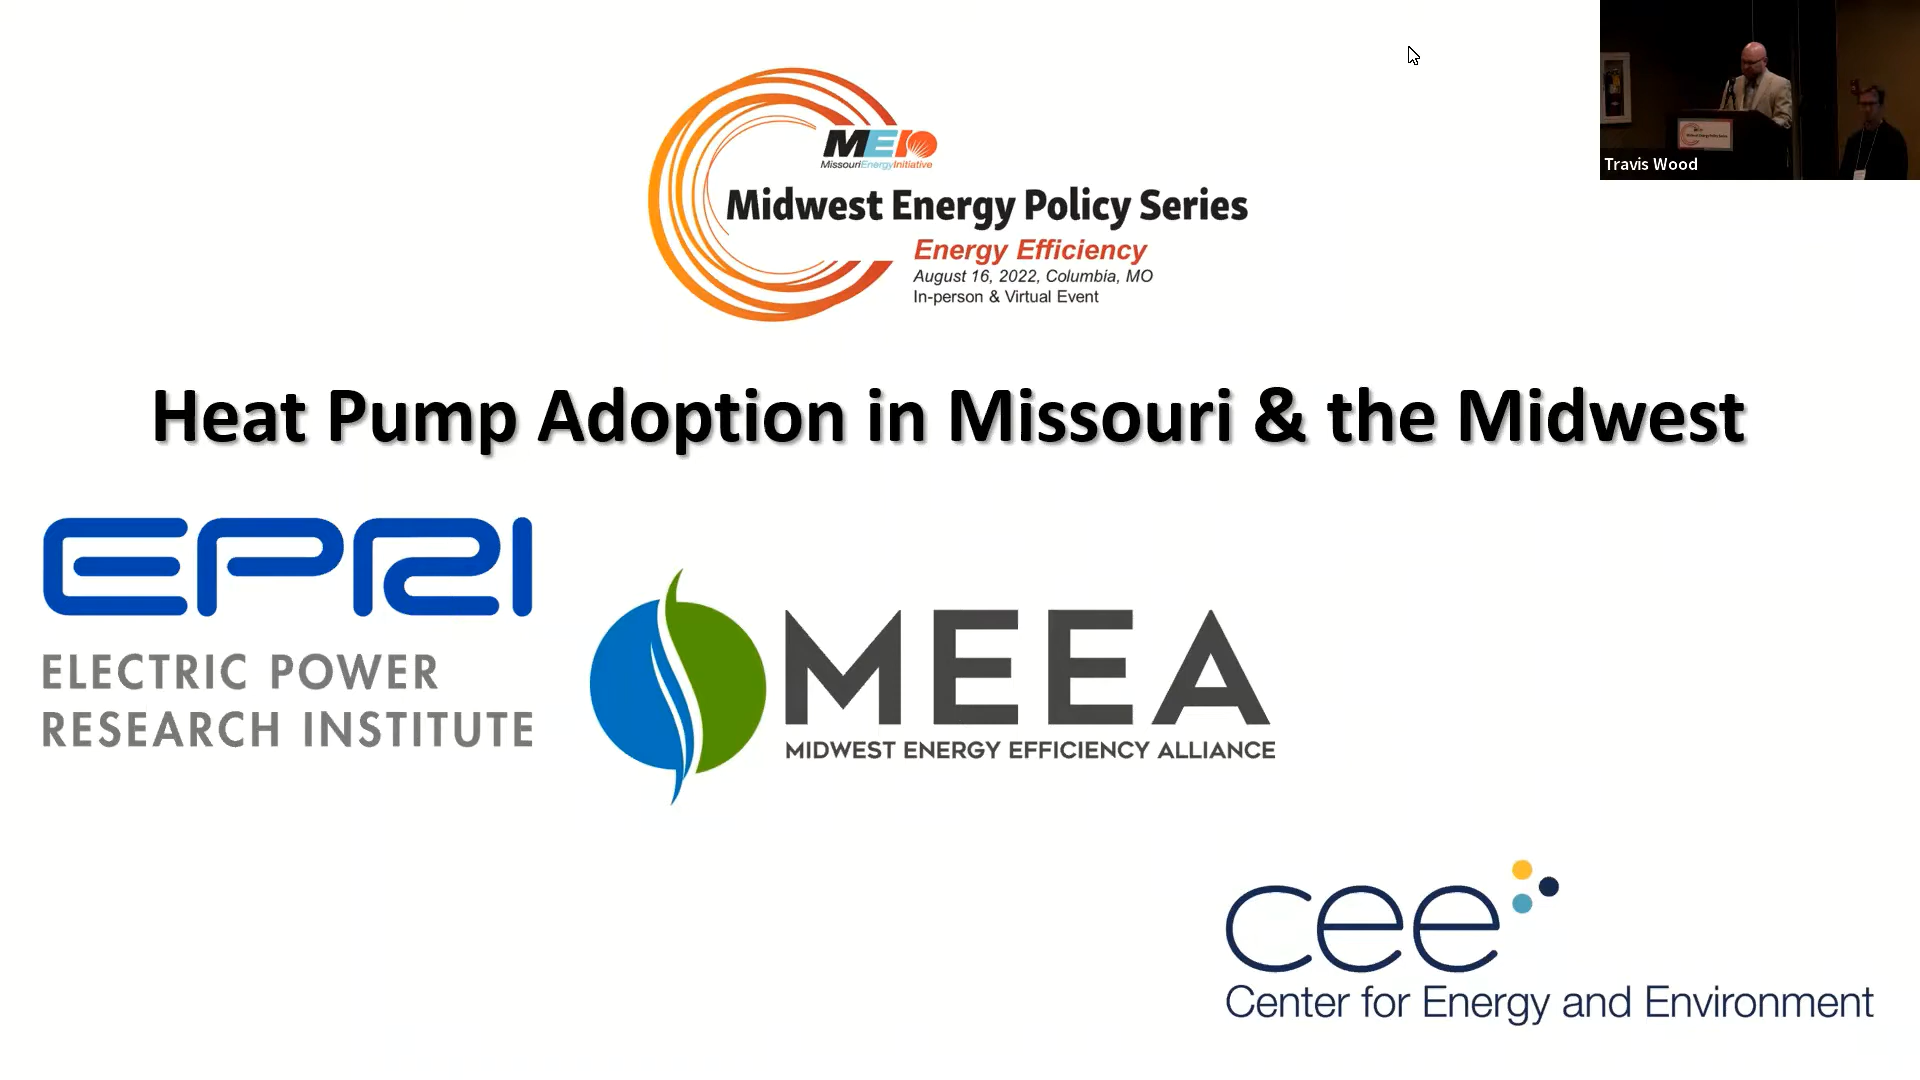 MEI
MissouriEnergyInitiative
Midwest Energy Policy Series
Energy Efficiency
August 16, 2022, Columbia, MO
In-person & Virtual Event
Travis Wood
Heat Pump Adoption in Missouri & the Midwest
EPRI
ELECTRIC POWER
RESEARCH INSTITUTE
MEEA
MIDWEST ENERGY EFFICIENCY ALLIANCE
cee
Center for Energy and Environment